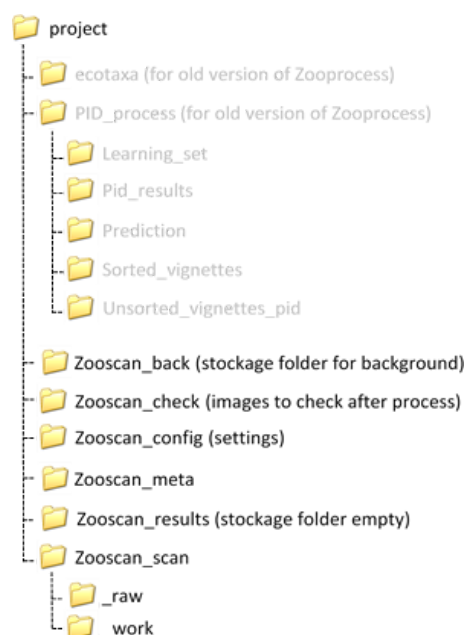 project
ecotaxa (for old version of Zooprocess)
PID_process (for old version of Zooprocess)
Learning_set
Pid_results
Prediction
Sorted_vignettes
Unsorted_vignettes_pid
Zooscan_back (stockage folder for background)
Zooscan_check (images to check after process)
Zooscan_config (settings)
Zooscan_meta
Zooscan_results (stockage folder empty)
Zooscan_scan
_raw
_work